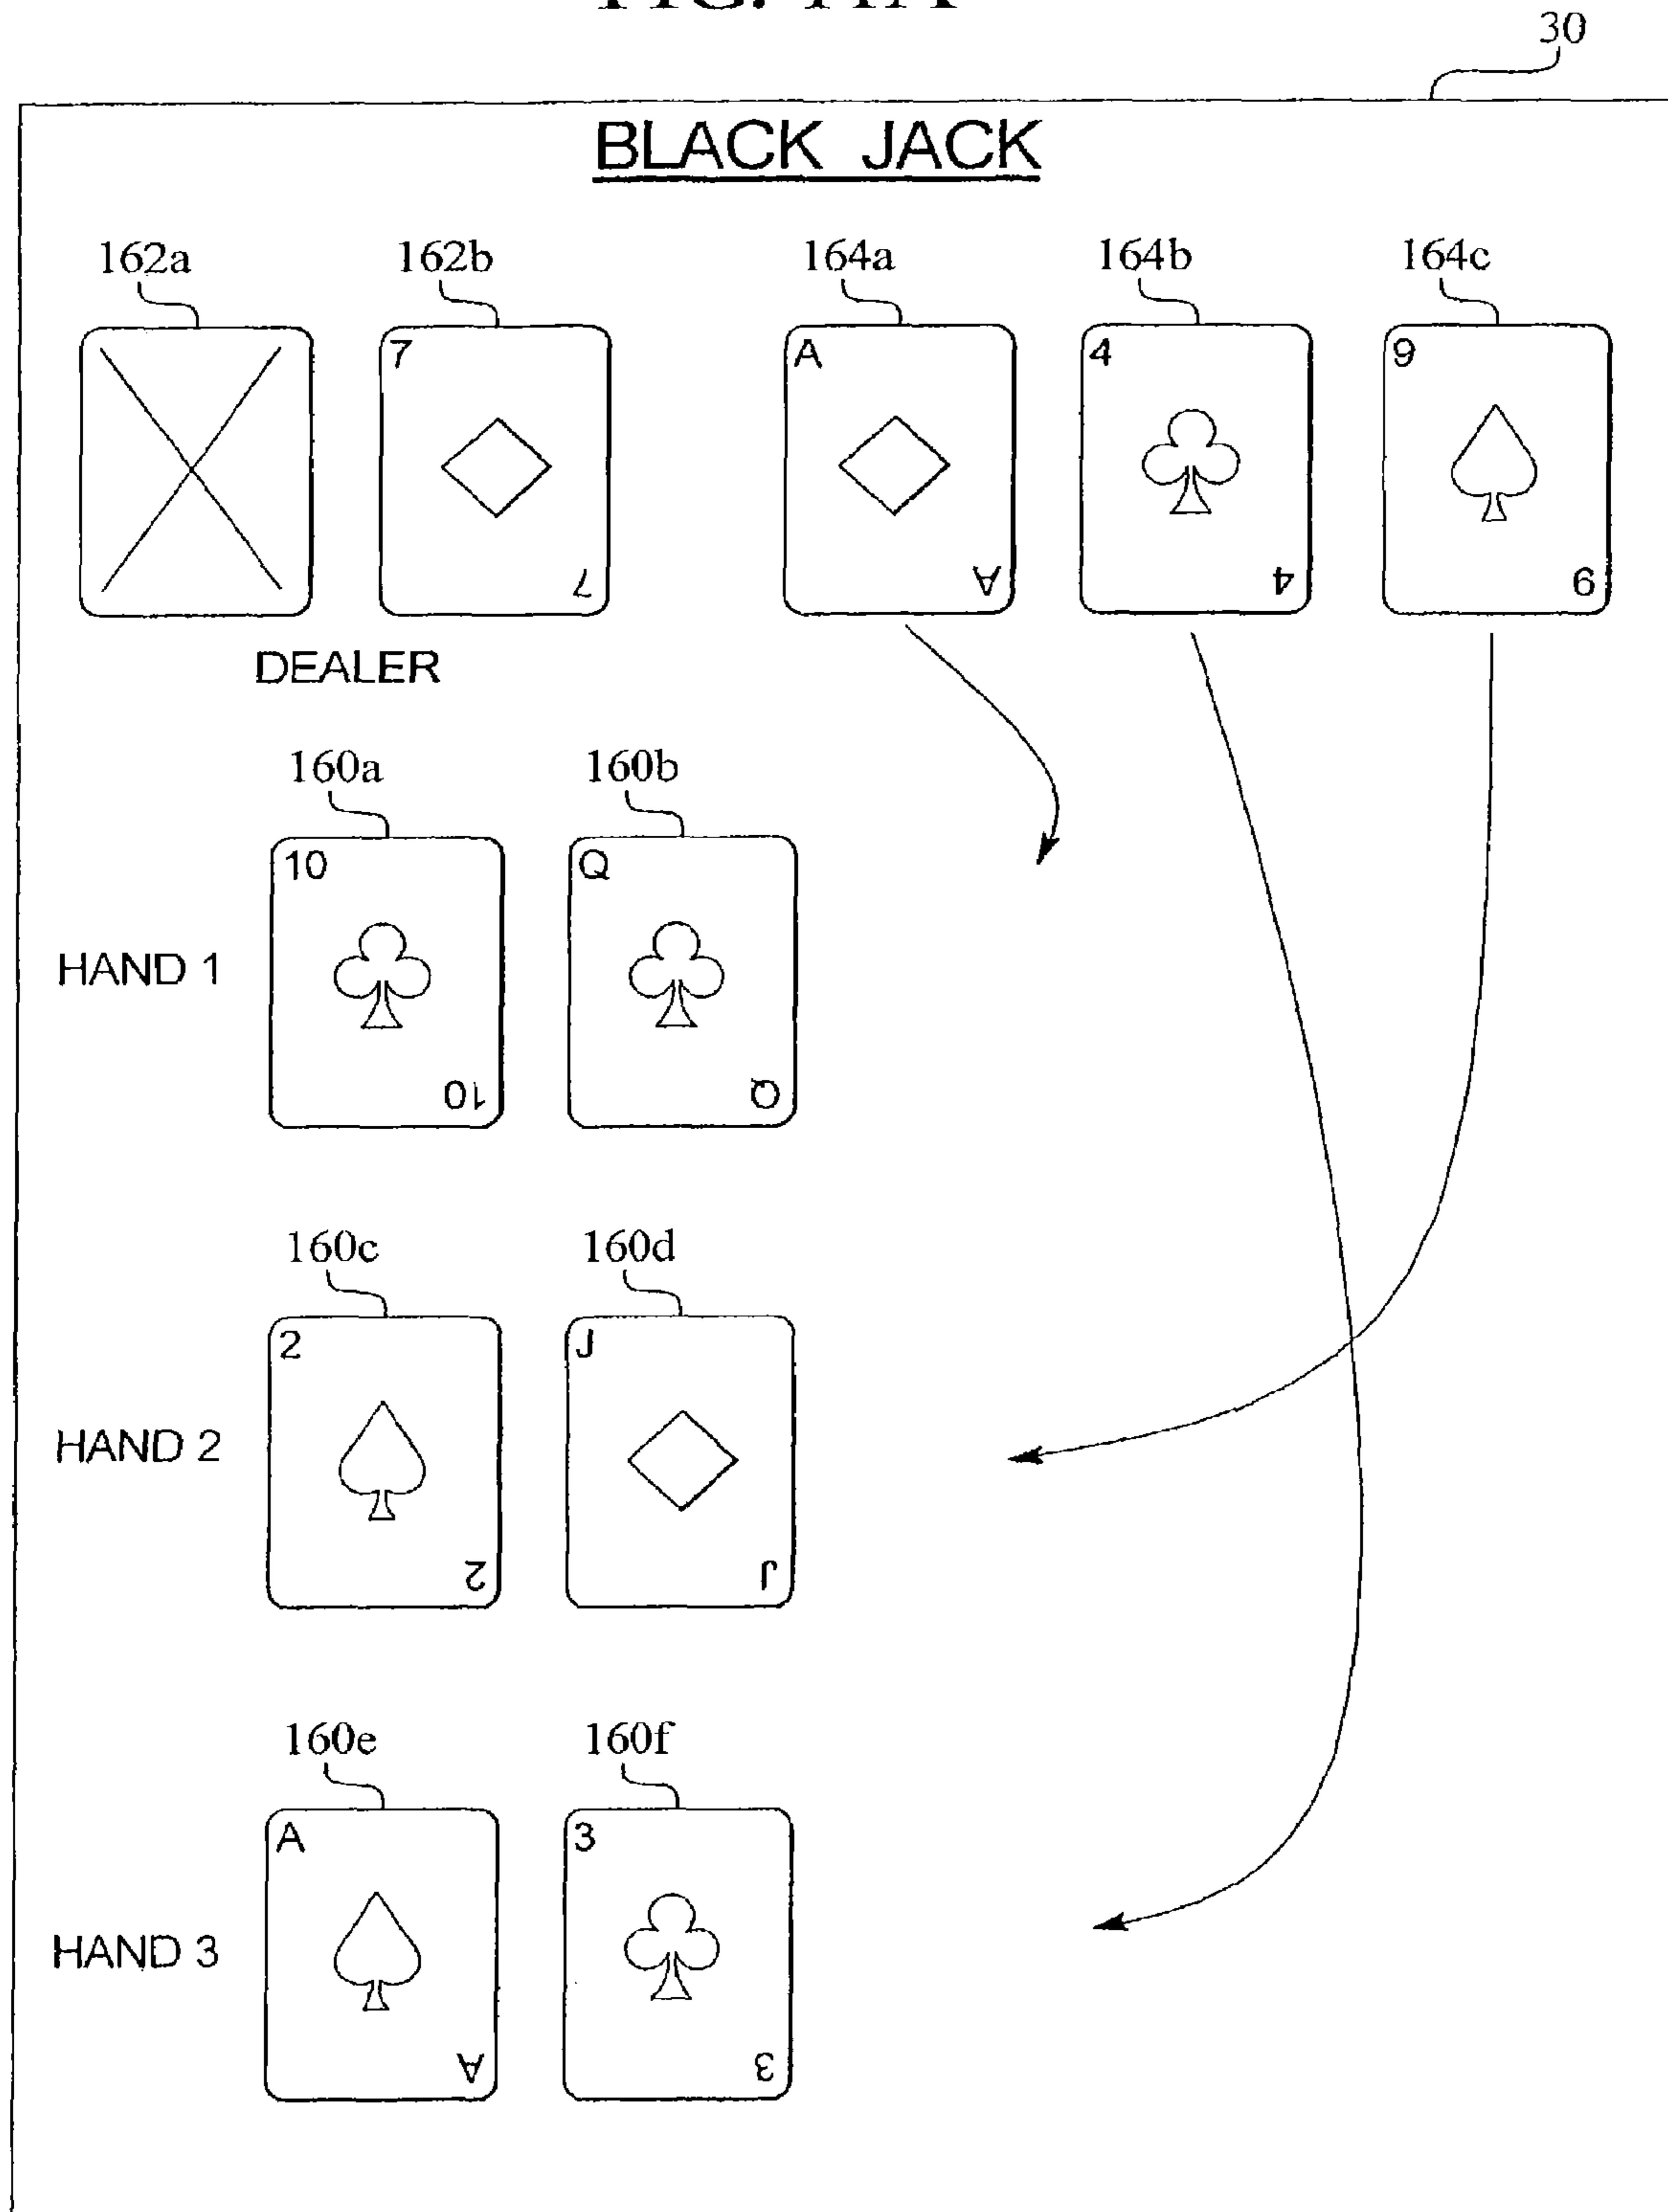 30
BLACK JACK
162a 162b 164a 164b 164c
7 A 4 9
7 A 4 9
DEALER
160a 160b
10 Q
HAND 1
10 Q
160c 160d
2 J
HAND 2
2 J
160e 160f
A 3
HAND 3
A 3